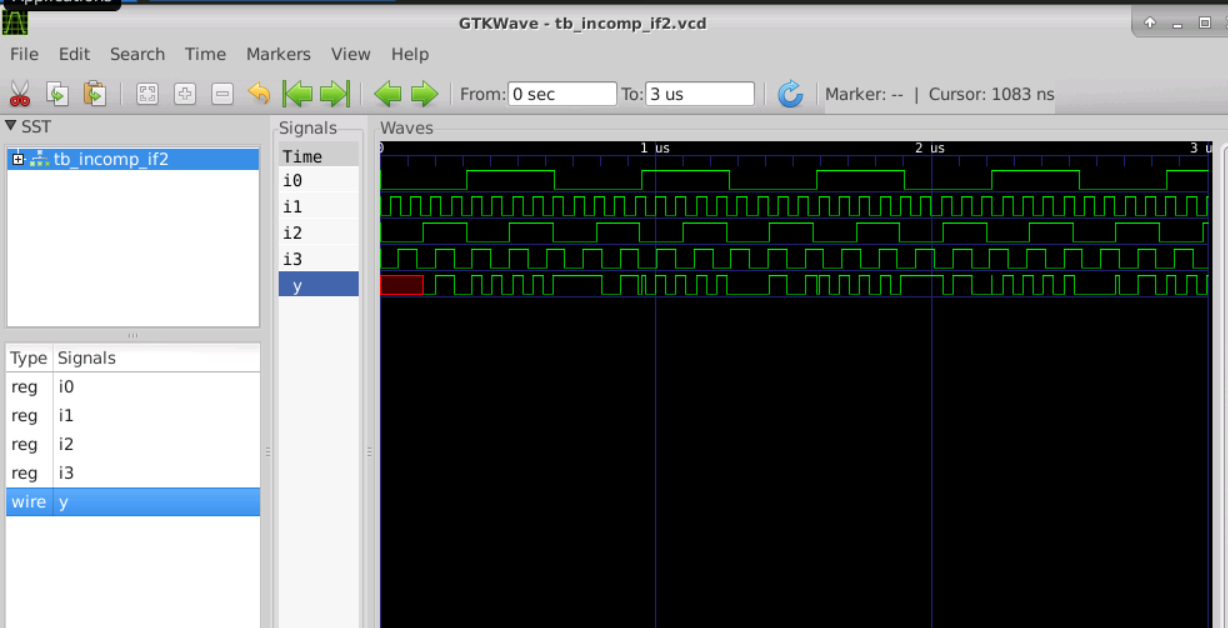 Applications
GTKWave - tb_incomp_if2.vcd
File Edit Search Time Markers View Help
From: 0 sec To: 3 us Marker: -- | Cursor: 1083 ns
SST
tb_incomp_if2
Type Signals
reg i0
reg i1
reg i2
reg i3
wire y
Signals
Time
i0
i1
i2
i3
y
Waves
0 1 us 2 us 3 u